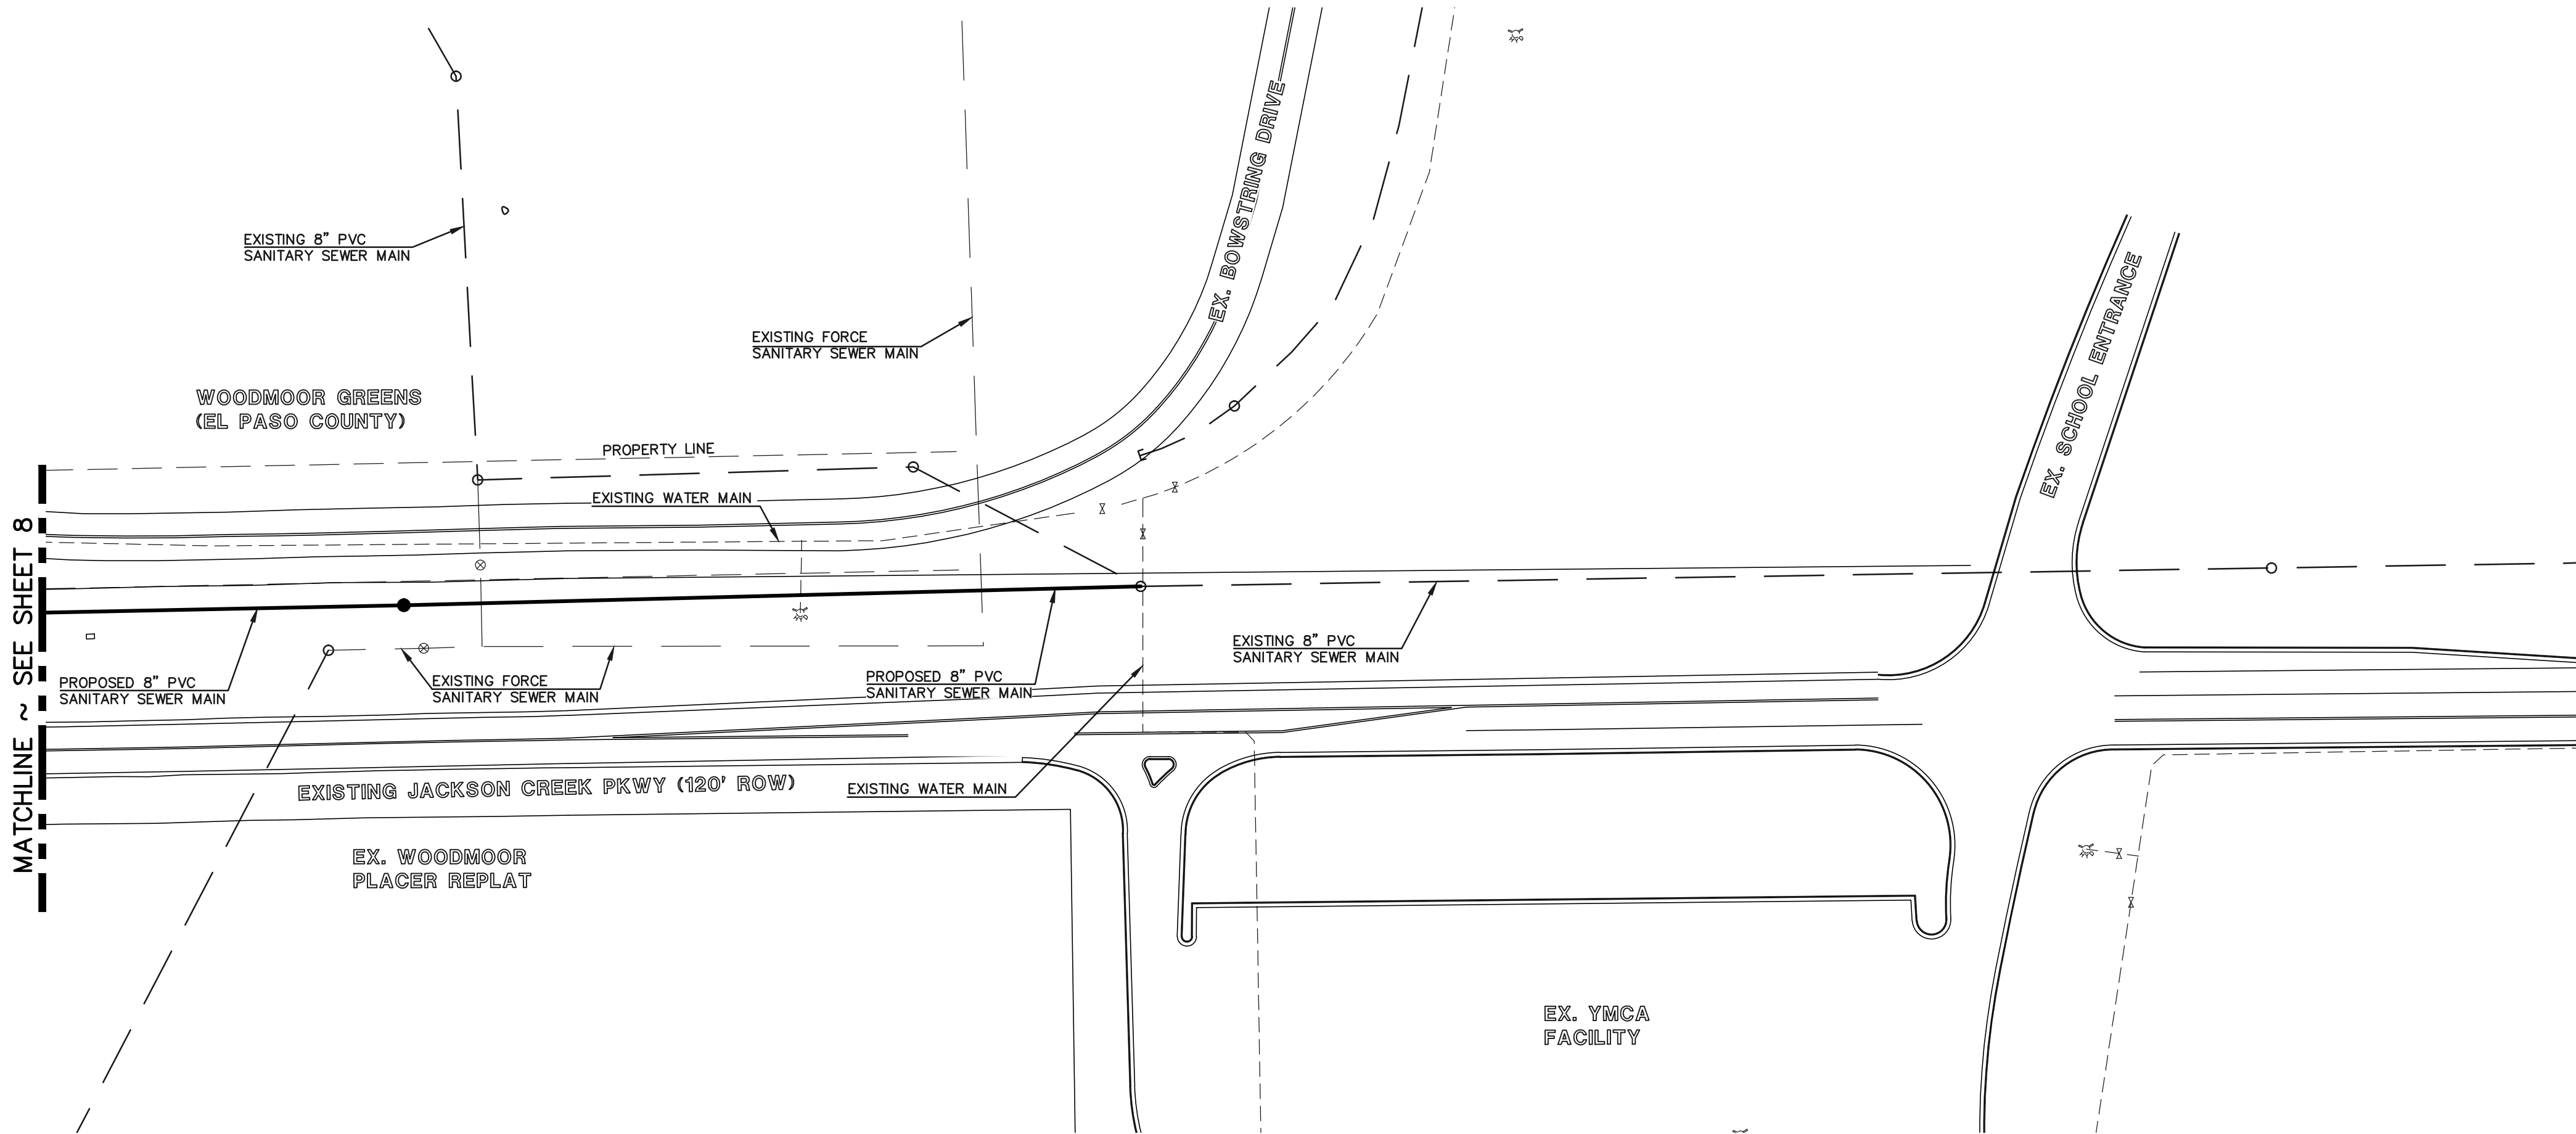 EX. BOWSTRING DRIVE
EXISTING 8" PVC
SANITARY SEWER MAIN
EX. SCHOOL ENTRANCE
EXISTING FORCE
SANITARY SEWER MAIN
WOODMOOR GREENS
(EL PASO COUNTY)
PROPERTY LINE
EXISTING WATER MAIN
MATCHLINE ~ SEE SHEET 8
EXISTING 8" PVC
SANITARY SEWER MAIN
PROPOSED 8" PVC
SANITARY SEWER MAIN
EXISTING FORCE
SANITARY SEWER MAIN
PROPOSED 8" PVC
SANITARY SEWER MAIN
EXISTING JACKSON CREEK PKWY (120' ROW)
EXISTING WATER MAIN
EX. WOODMOOR
PLACER REPLAT
EX. YMCA
FACILITY